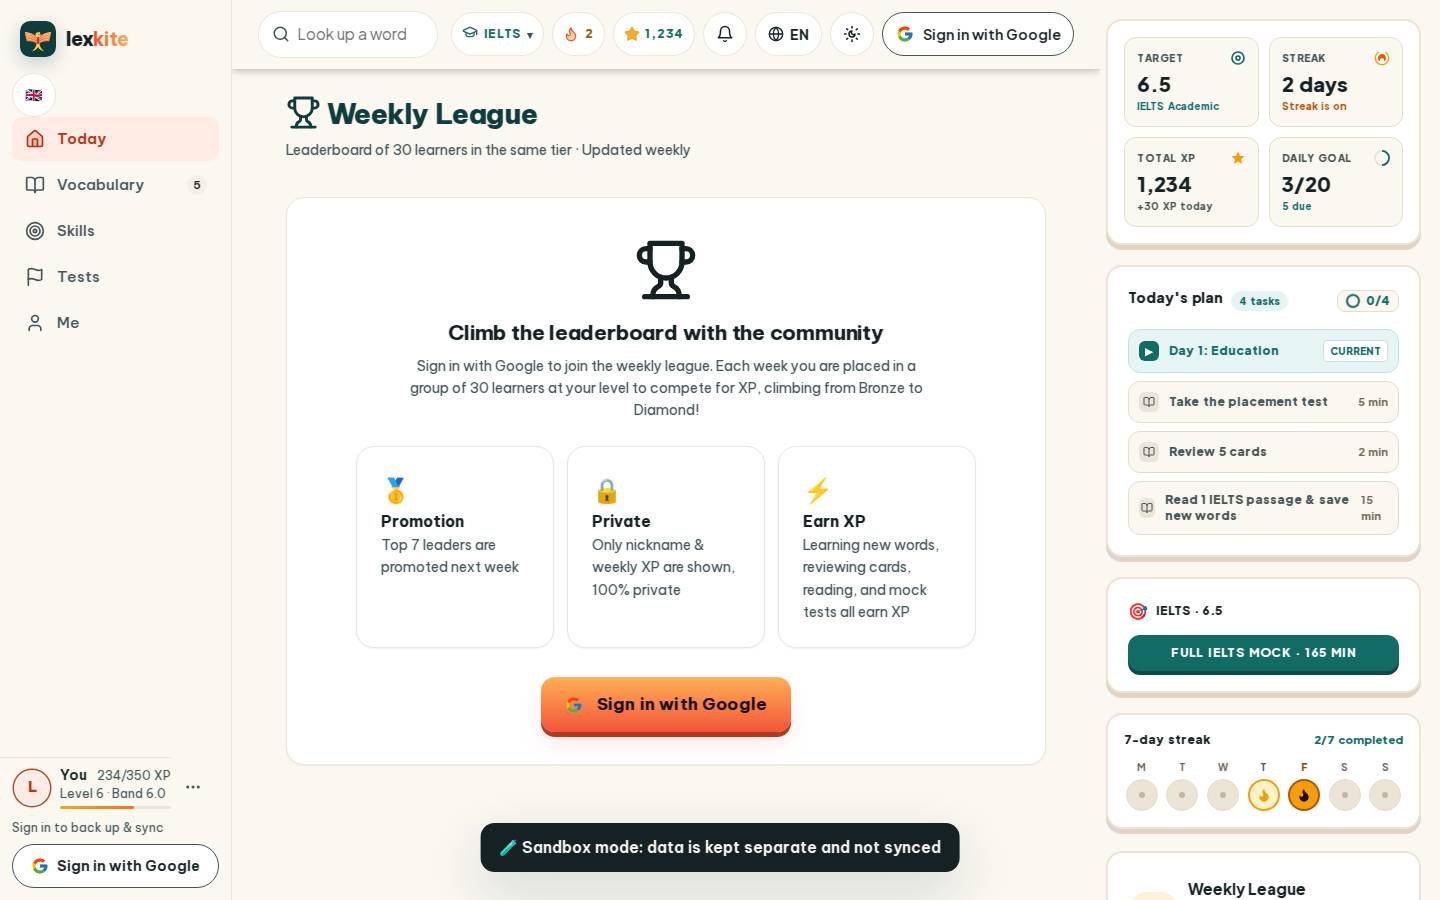 lexkite
Today
Vocabulary 5
Skills
Tests
Me
L
You 234/350 XP
Level 6 · Band 6.0
Sign in to back up & sync
Sign in with Google
Look up a word
IELTS ▾
2
1,234
EN
Sign in with Google
Weekly League
Leaderboard of 30 learners in the same tier · Updated weekly
Climb the leaderboard with the community
Sign in with Google to join the weekly league. Each week you are placed in a
group of 30 learners at your level to compete for XP, climbing from Bronze to
Diamond!
Promotion
Top 7 leaders are
promoted next week
Private
Only nickname &
weekly XP are shown,
100% private
Earn XP
Learning new words,
reviewing cards,
reading, and mock
tests all earn XP
Sign in with Google
Sandbox mode: data is kept separate and not synced
TARGET
6.5
IELTS Academic
STREAK
2 days
Streak is on
TOTAL XP
1,234
+30 XP today
DAILY GOAL
3/20
5 due
Today's plan 4 tasks 0/4
Day 1: Education CURRENT
Take the placement test 5 min
Review 5 cards 2 min
Read 1 IELTS passage & save
new words
15
min
IELTS · 6.5
FULL IELTS MOCK · 165 MIN
7-day streak 2/7 completed
M T W T F S S
Weekly League